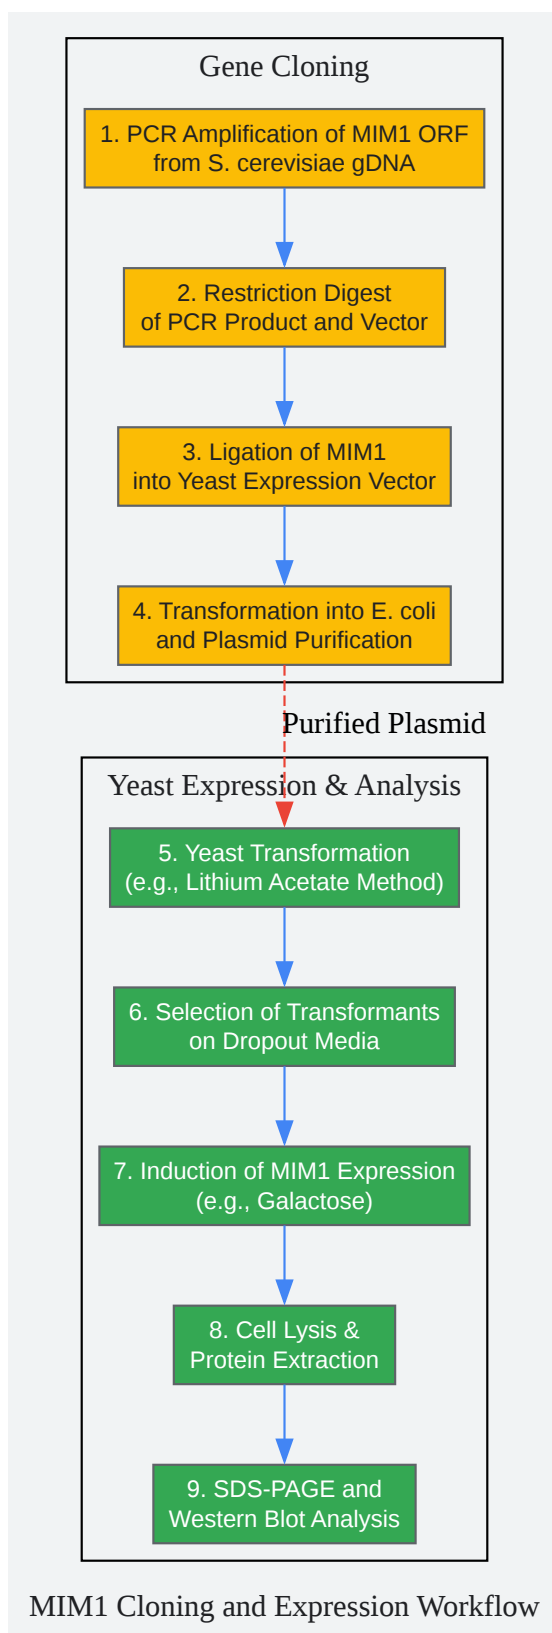 Gene Cloning
1. PCR Amplification of MIM1 ORF
from S. cerevisiae gDNA
2. Restriction Digest
of PCR Product and Vector
3. Ligation of MIM1
into Yeast Expression Vector
4. Transformation into E. coli
and Plasmid Purification
Purified Plasmid
Yeast Expression & Analysis
5. Yeast Transformation
(e.g., Lithium Acetate Method)
6. Selection of Transformants
on Dropout Media
7. Induction of MIM1 Expression
(e.g., Galactose)
8. Cell Lysis &
Protein Extraction
9. SDS-PAGE and
Western Blot Analysis
MIM1 Cloning and Expression Workflow